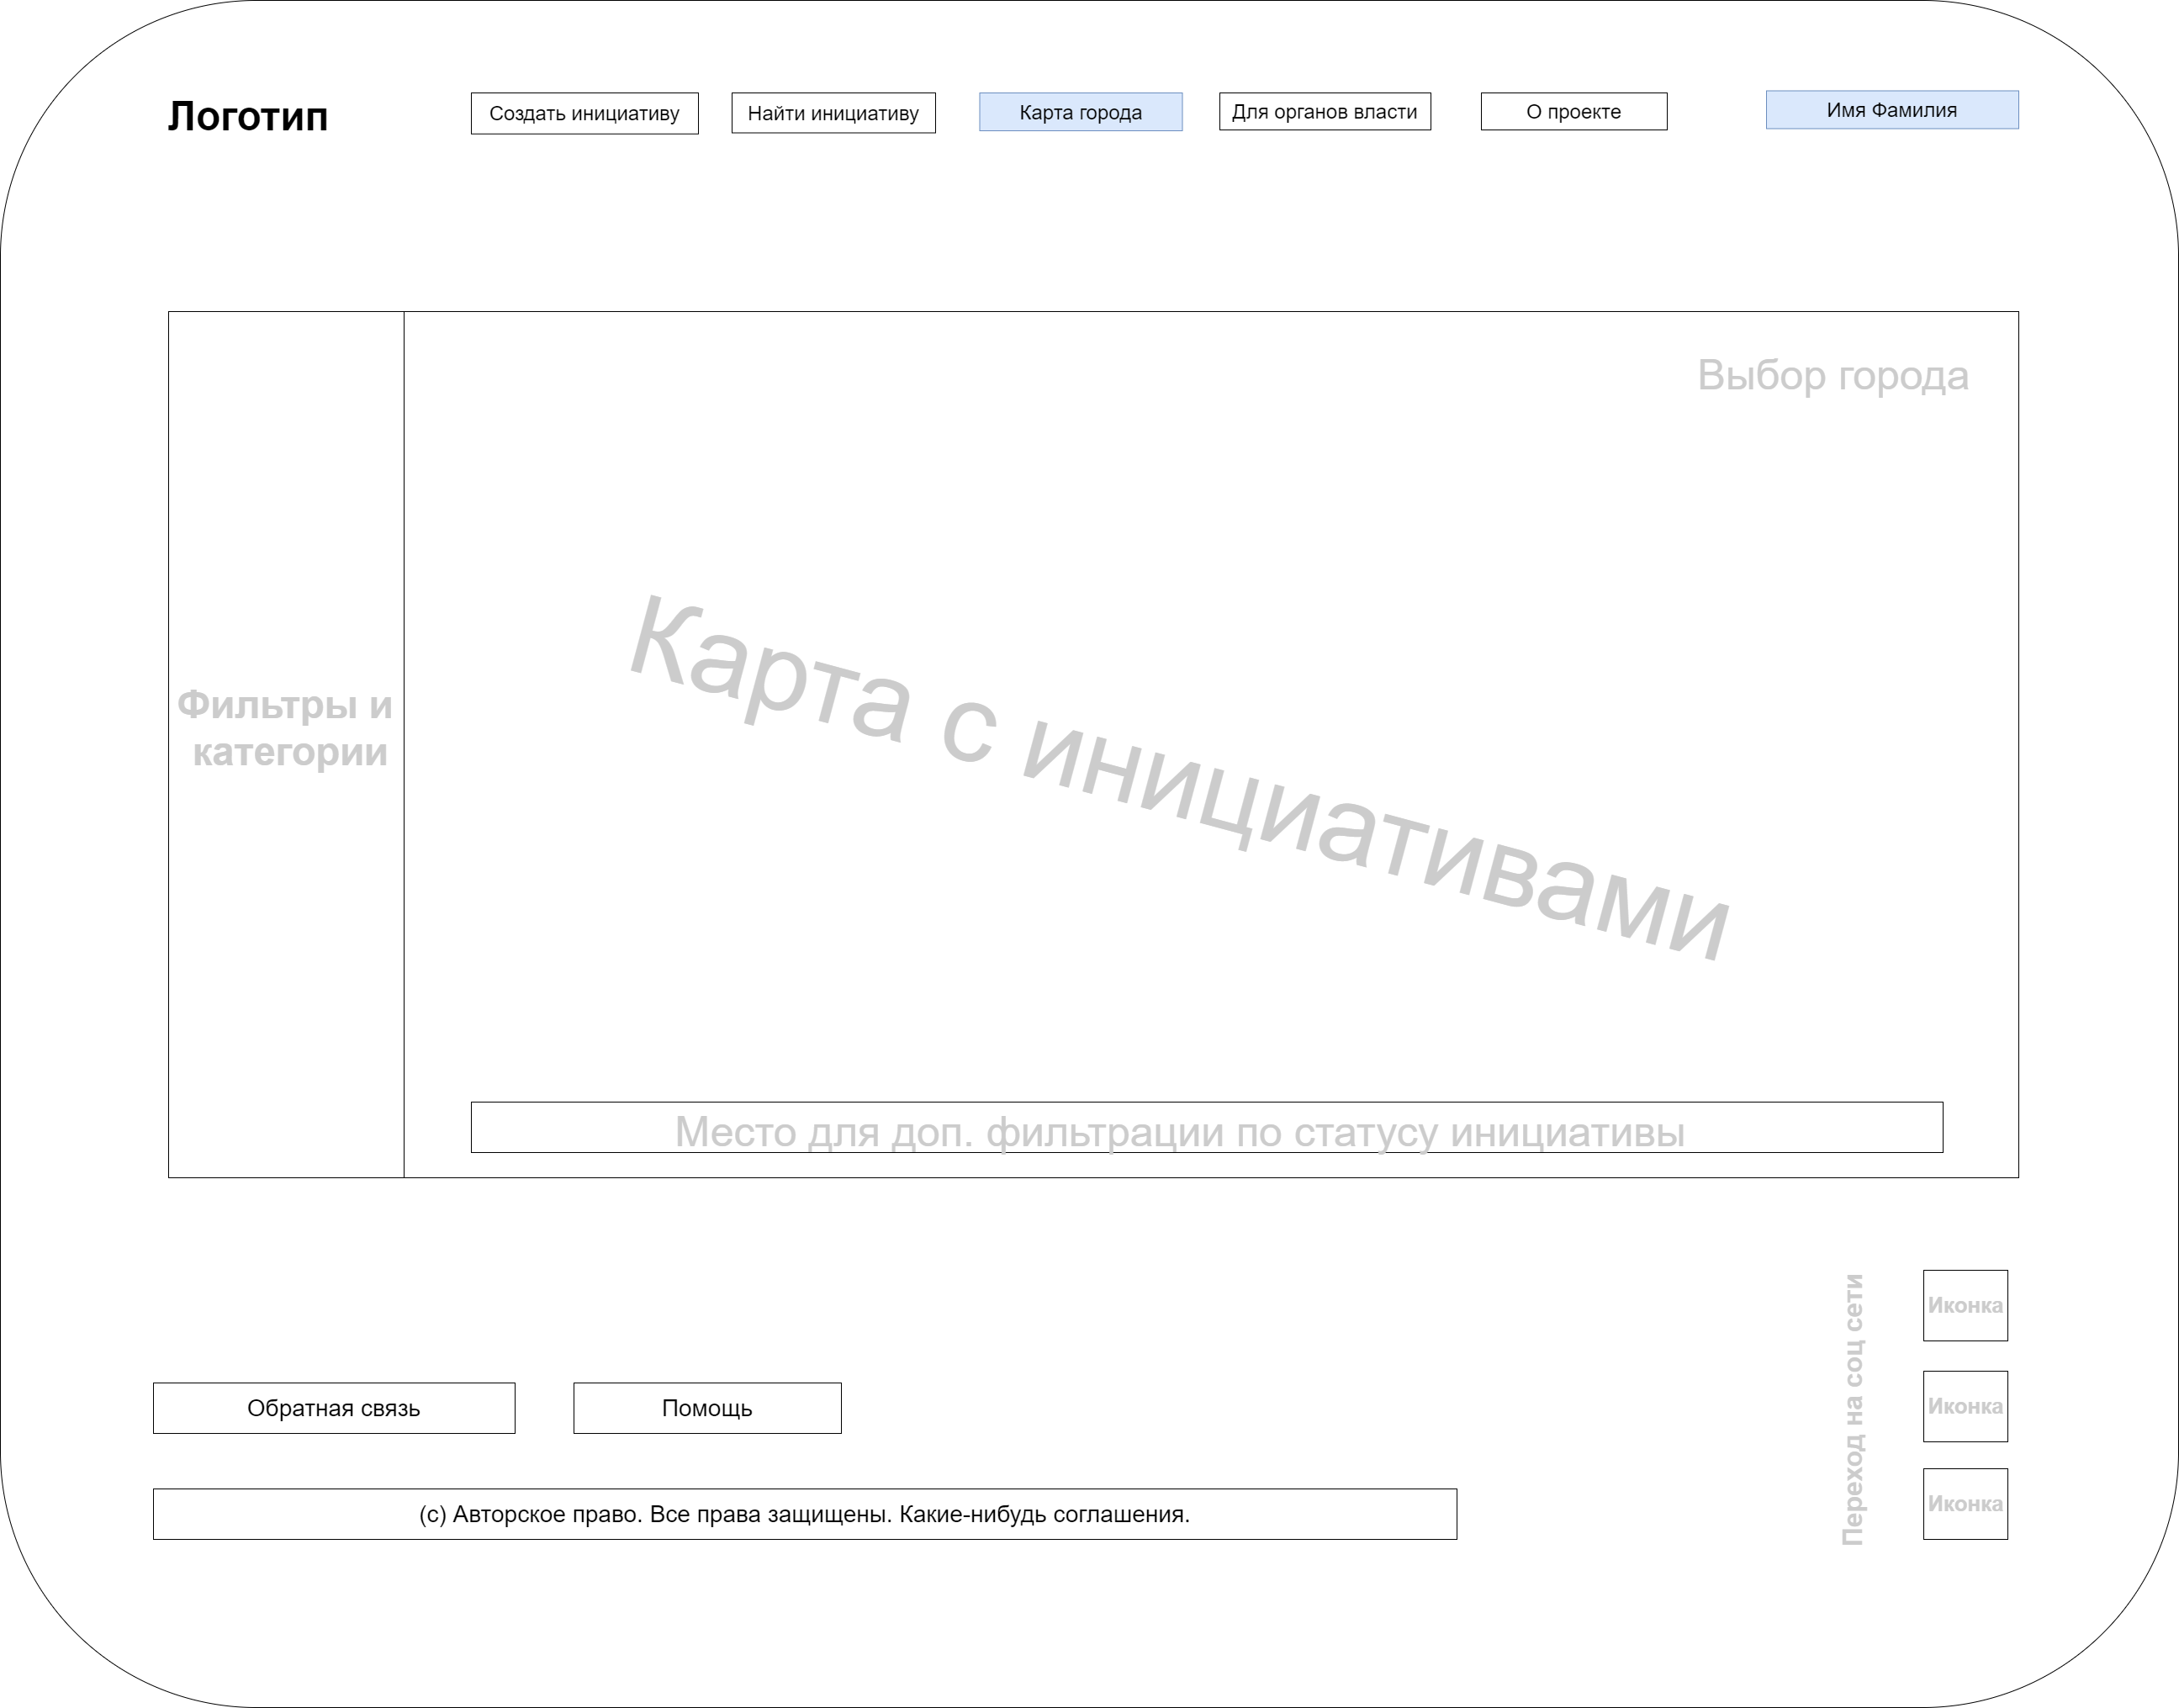 Логотип
Создать инициативу
Найти инициативу
Карта города
Для органов власти
О проекте
Имя Фамилия
Выбор города
Фильтры и
категории
Карта с инициативами
Место для доп. фильтрации по статусу инициативы
Переход на соц сети
Иконка
Иконка
Иконка
Обратная связь
Помощь
(с) Авторское право. Все права защищены. Какие-нибудь соглашения.